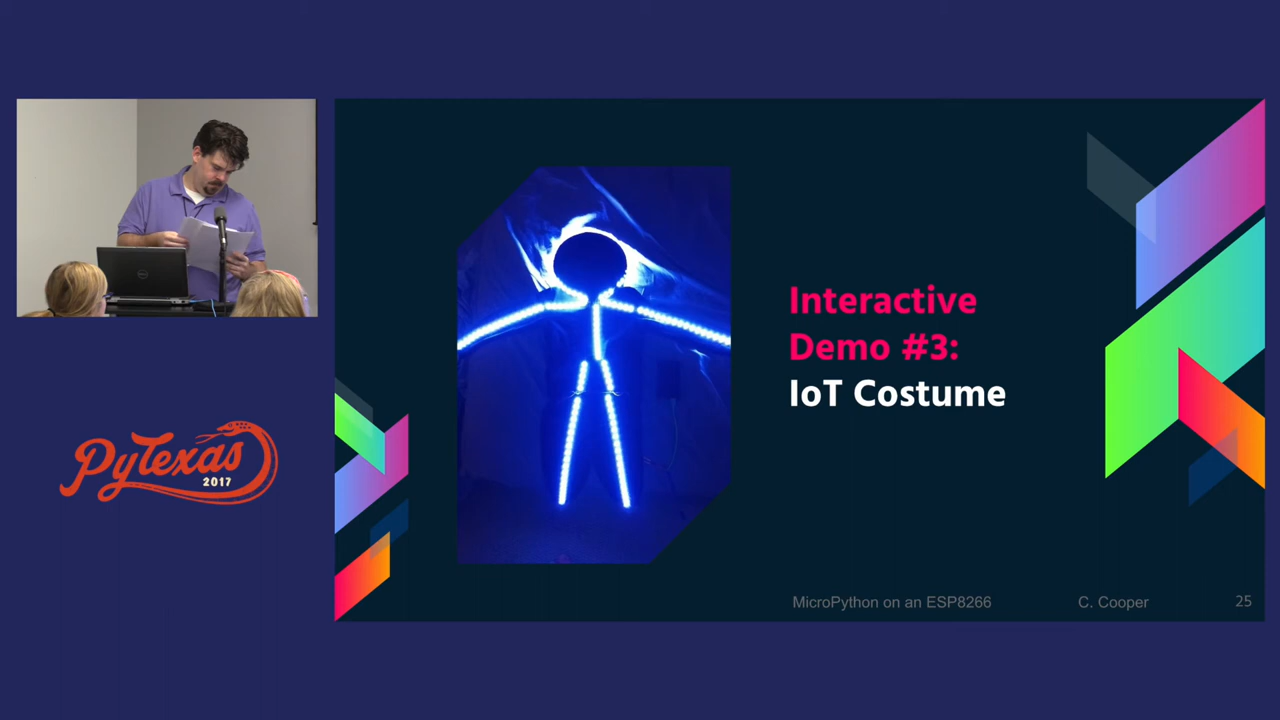 PyTexas
2017
Interactive
Demo #3:
IoT Costume
MicroPython on an ESP8266
C. Cooper
25